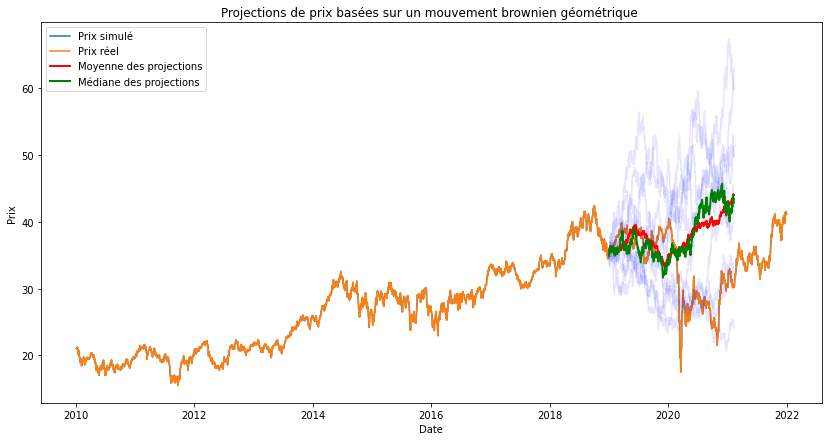 Projections de prix basées sur un mouvement brownien géométrique
Prix simulé
Prix réel
Moyenne des projections
Médiane des projections
Prix
60
50
40
30
20
2010
2012
2014
2016
2018
2020
2022
Date